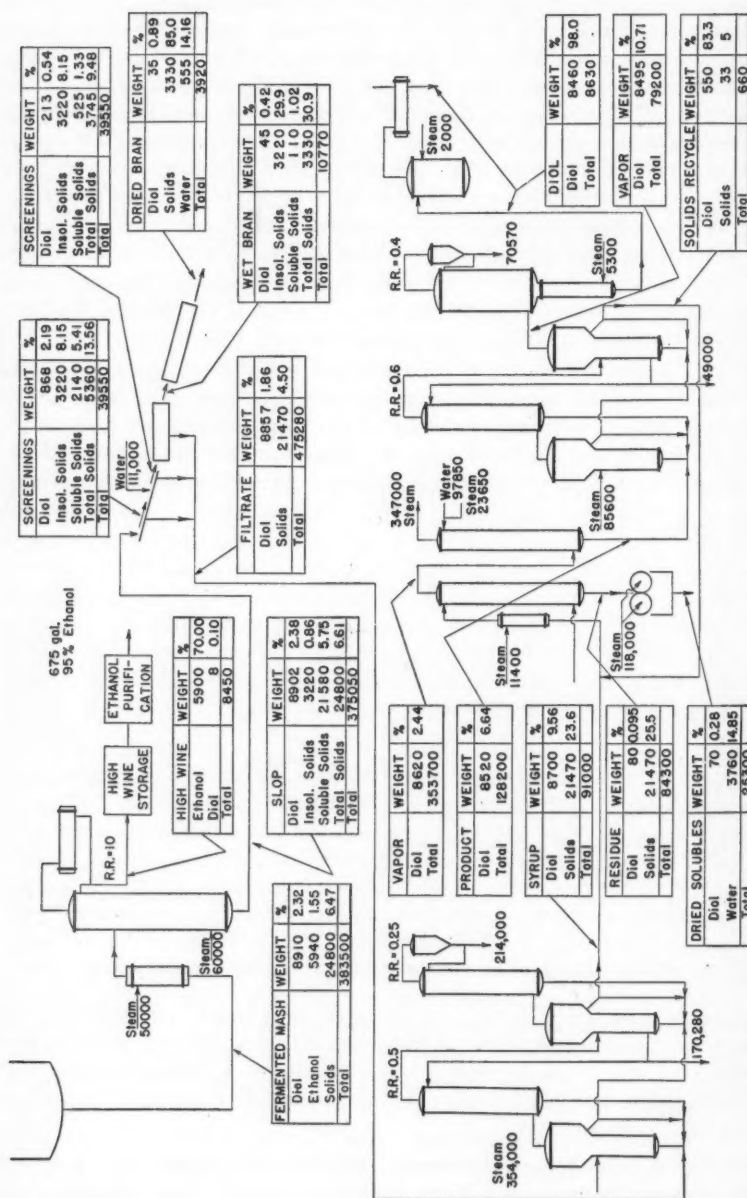 675 gal.
95% Ethanol
R.R.=10
HIGH
WINE
STORAGE
ETHANOL
PURIFI-
CATION
Steam
50000
Steam
60000
FERMENTED MASH WEIGHT %
Diol 8910 2.32
Ethanol 5940 1.55
Solids 24800 6.47
Total 383500
HIGH WINE WEIGHT %
Ethanol 5900 70.00
Diol 8 0.10
Total 8450
SLOP WEIGHT %
Diol 8902 2.38
Insol. Solids 3220 0.86
Soluble Solids 21580 5.75
Total Solids 24800 6.61
Total 375050
SCREENINGS WEIGHT %
Diol 868 2.19
Insol. Solids 3220 8.15
Soluble Solids 2140 5.41
Total Solids 5360 13.56
Total 39550
SCREENINGS WEIGHT %
Diol 213 0.54
Insol. Solids 3220 8.15
Soluble Solids 525 1.33
Total Solids 3745 9.48
Total 39550
Water
111,000
DRIED BRAN WEIGHT %
Diol 35 0.89
Solids 3330 85.0
Water 555 14.16
Total 3920
WET BRAN WEIGHT %
Diol 45 0.42
Insol. Solids 3220 29.9
Soluble Solids 110 1.02
Total Solids 3330 30.9
Total 10770
FILTRATE WEIGHT %
Diol 8857 1.86
Solids 21470 4.50
Total 475280
Steam
354,000
R.R.=0.5
R.R.=0.25
214,000
170,280
VAPOR WEIGHT %
Diol 8620 2.44
Total 353700
PRODUCT WEIGHT %
Diol 8520 6.64
Total 128200
SYRUP WEIGHT %
Diol 8700 9.56
Solids 21470 23.6
Total 91000
RESIDUE WEIGHT %
Diol 80 0.095
Solids 21470 25.5
Total 84300
DRIED SOLUBLES WEIGHT %
Diol 70 0.28
Water 3760 14.85
Total 25300
Steam
11400
Steam
118,000
347000
Steam
Water
97850
Steam
23650
Steam
85600
R.R.=0.6
R.R.=0.4
49000
70570
Steam
5300
Steam
2000
DIOL WEIGHT %
Diol 8460 98.0
Total 8630
VAPOR WEIGHT %
Diol 8495 10.71
Total 79200
SOLIDS RECYCLE WEIGHT %
Diol 550 83.3
Solids 33 5
Total 660